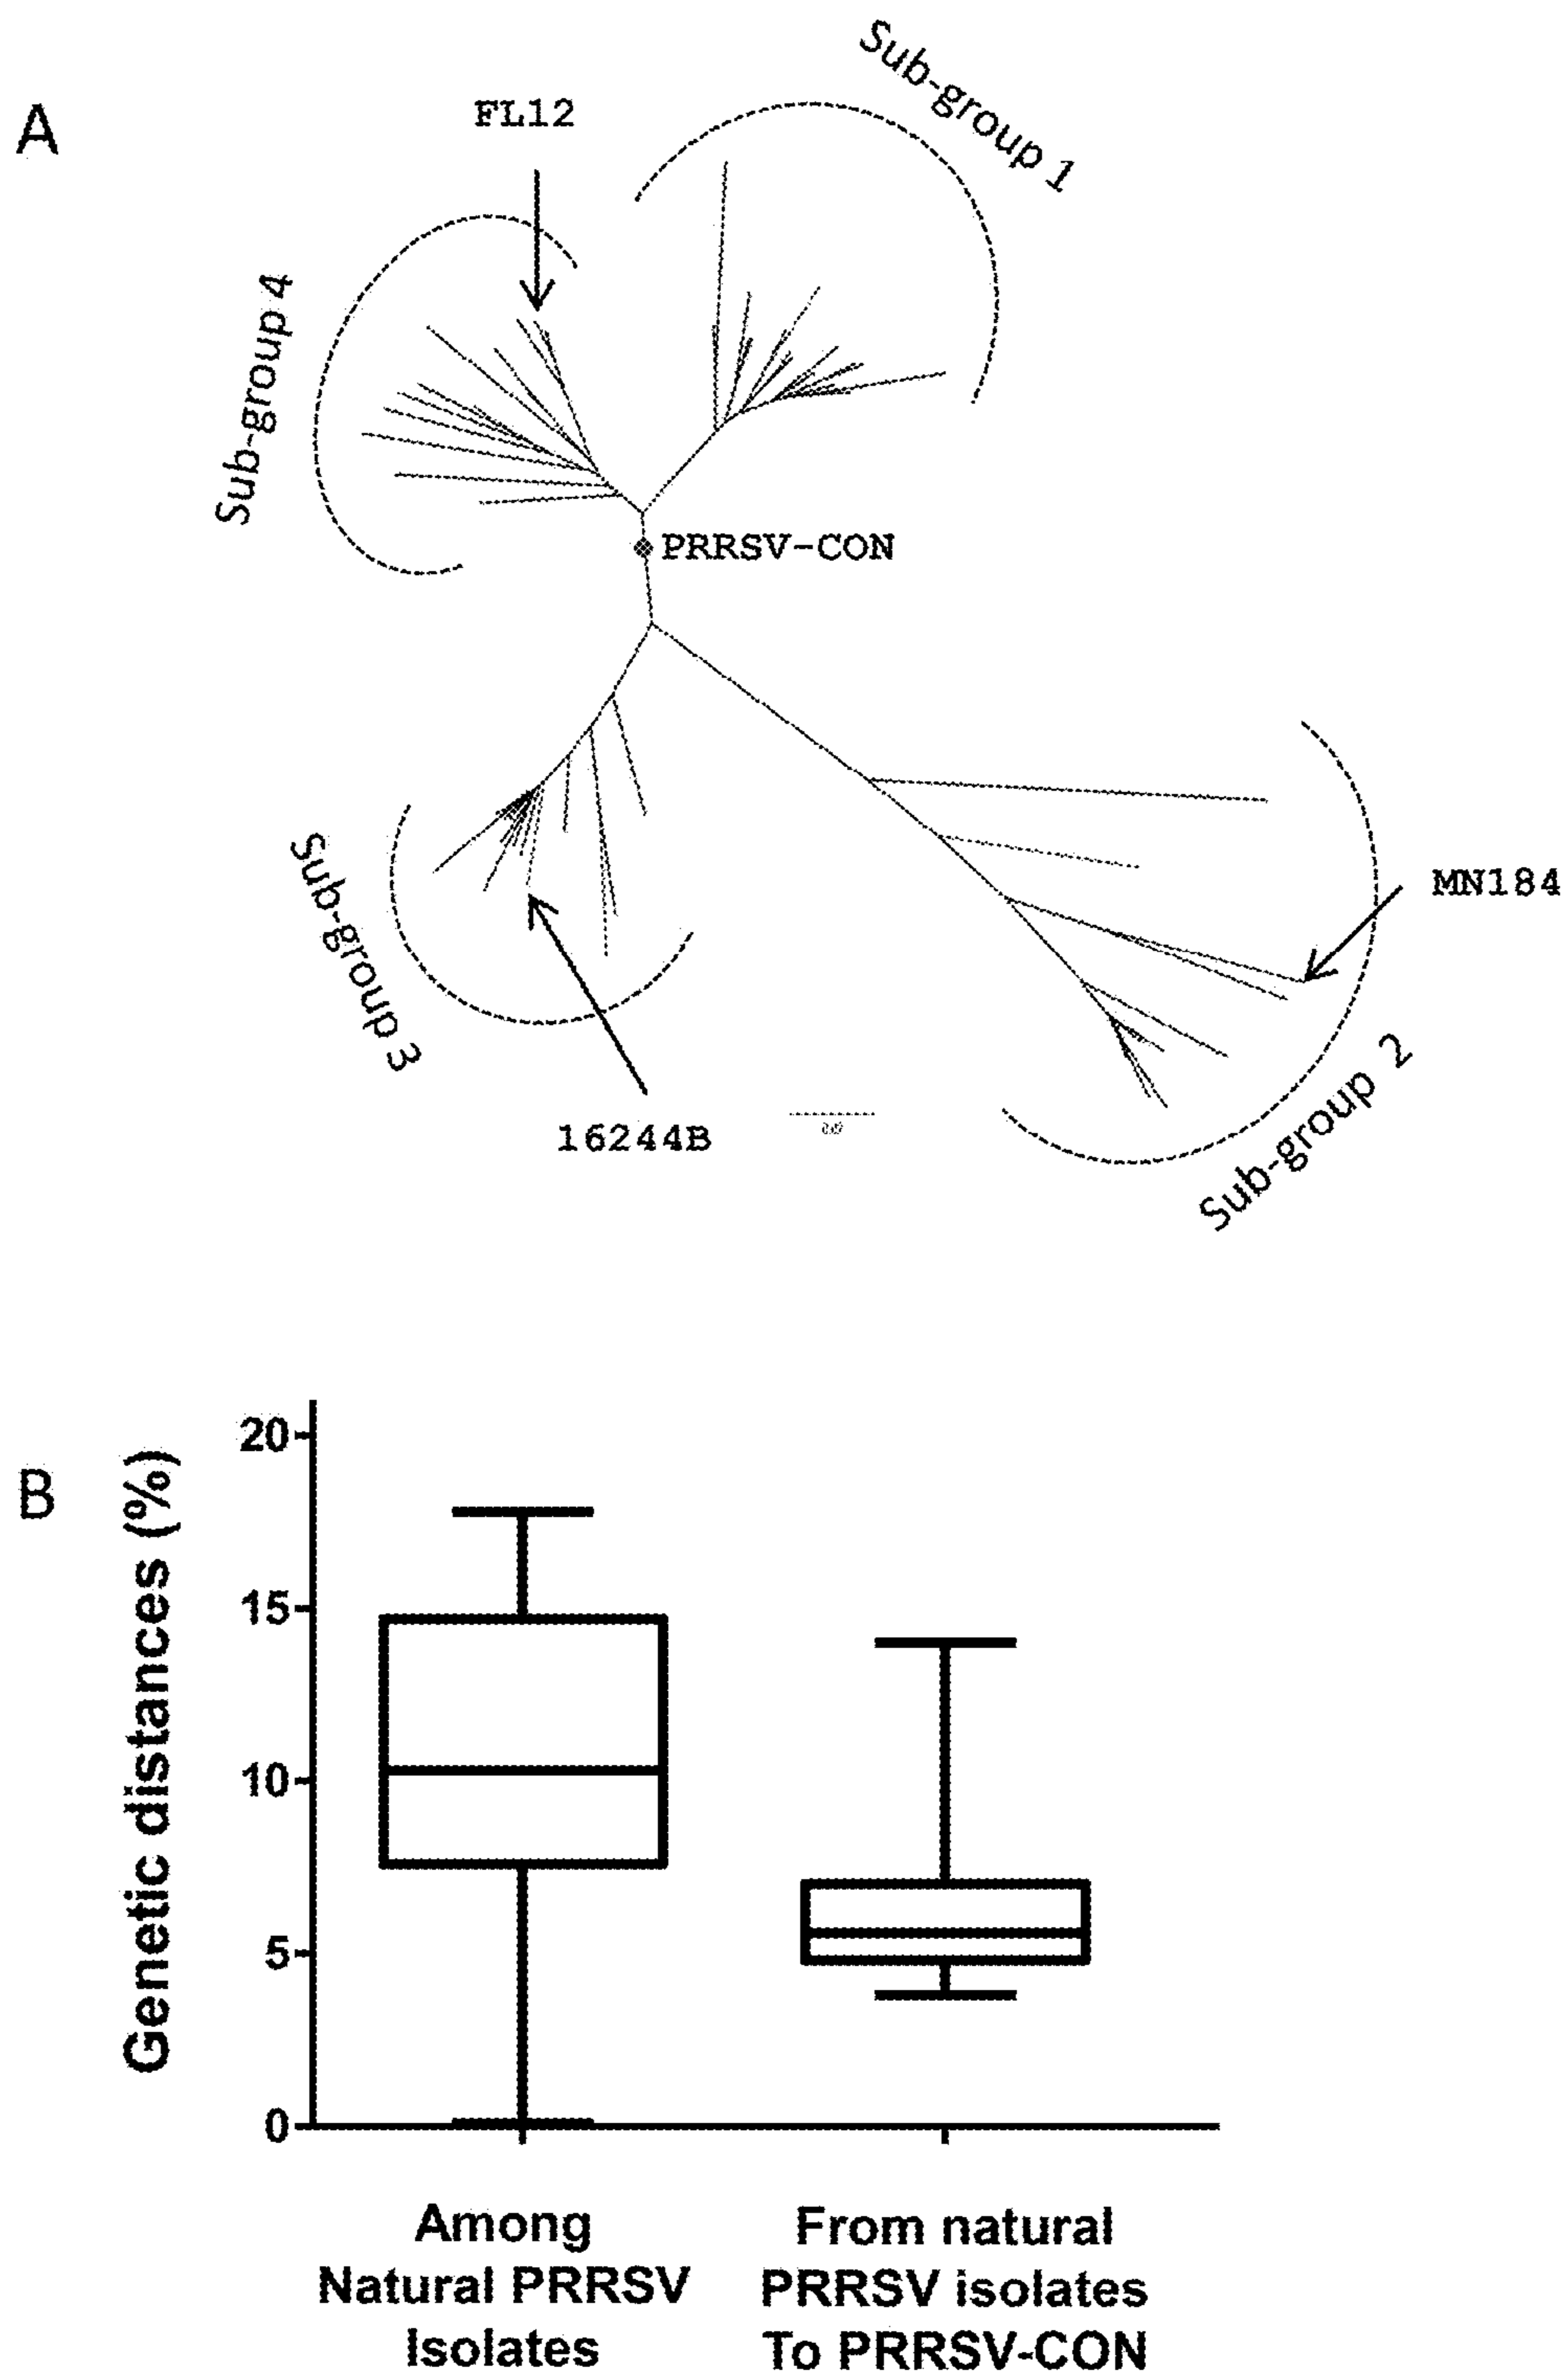 A
FL12
Sub-group 1
Sub-group 4
PRRSV-CON
MN184
Sub-group 3
16244B
Sub-group 2
B
Genetic distances (%)
20
15
10
5
0
Among
Natural PRRSV
Isolates
From natural
PRRSV isolates
To PRRSV-CON